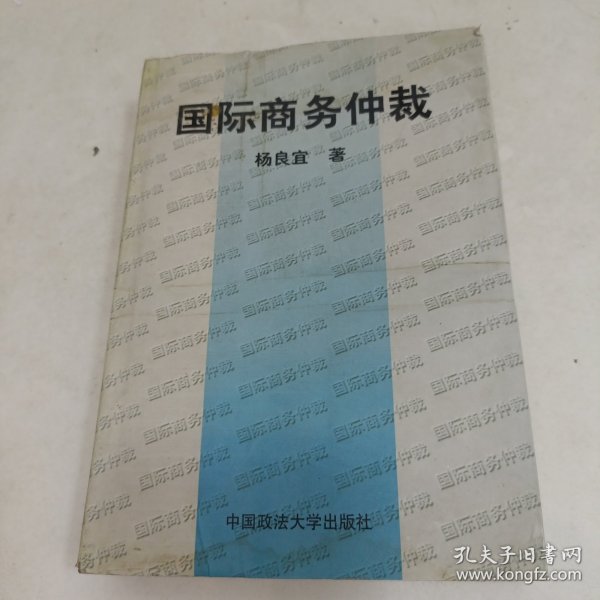 国际商务仲裁
杨良宜 著
中国政法大学出版社
孔夫子旧书网
www.kongfz.com